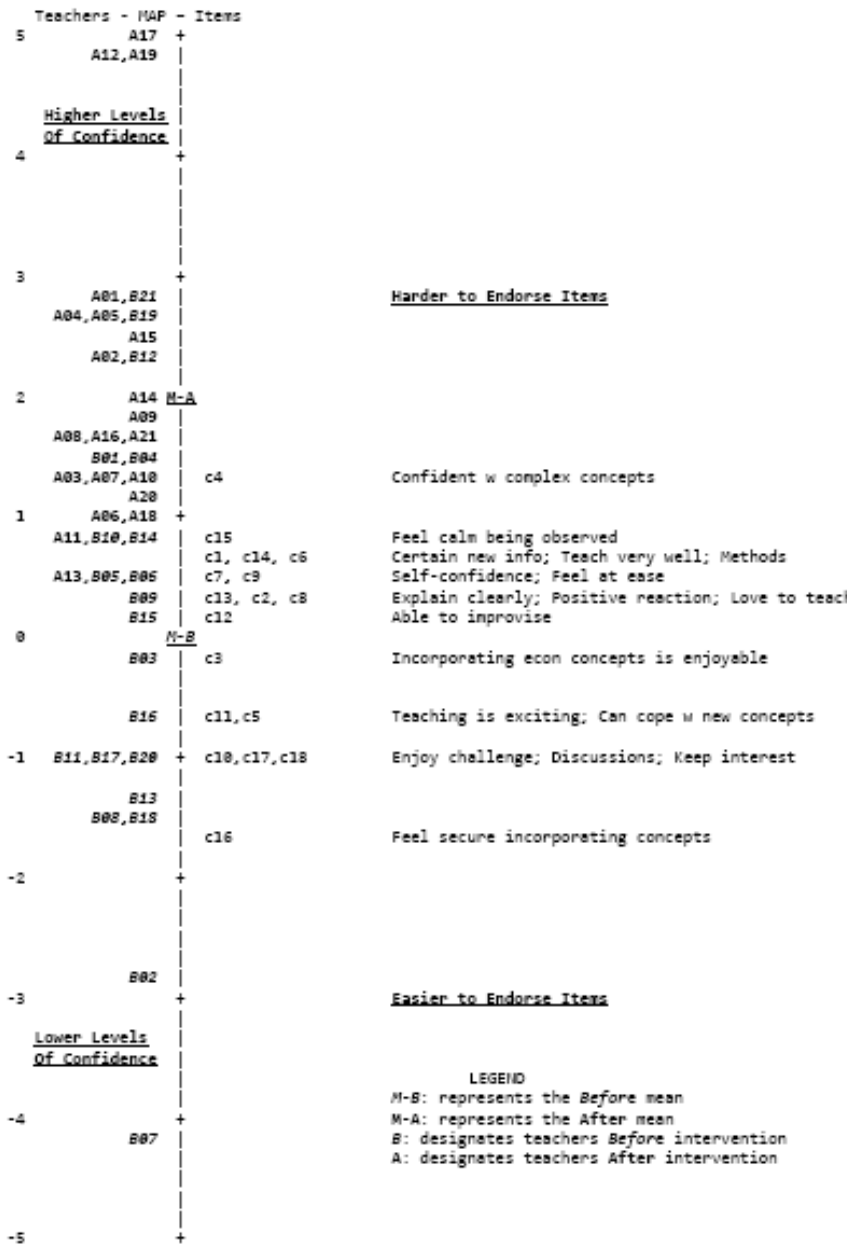 Teachers - MAP - Items
5 A17 +
A12,A19 |
Higher Levels
Of Confidence
4 +
3 +
A01,B21 | Harder to Endorse Items
A04,A05,B19 |
A15 |
A02,B12 |
2 A14 M-A
A09 |
A08,A16,A21 |
B01,B04 |
A03,A07,A10 | c4 Confident w complex concepts
A20 |
1 A06,A18 +
A11,B10,B14 | c15 Feel calm being observed
| c1, c14, c6 Certain new info; Teach very well; Methods
A13,B05,B06 | c7, c9 Self-confidence; Feel at ease
B09 | c13, c2, c8 Explain clearly; Positive reaction; Love to teach
B15 | c12 Able to improvise
0 M-B
B03 | c3 Incorporating econ concepts is enjoyable
B16 | c11,c5 Teaching is exciting; Can cope w new concepts
-1 B11,B17,B20 + c10,c17,c18 Enjoy challenge; Discussions; Keep interest
B13 |
B08,B18 |
| c16 Feel secure incorporating concepts
-2 +
B02 |
-3 + Easier to Endorse Items
Lower Levels
Of Confidence
LEGEND
M-B: represents the Before mean
-4 + M-A: represents the After mean
B07 | B: designates teachers Before intervention
A: designates teachers After intervention
-5 +